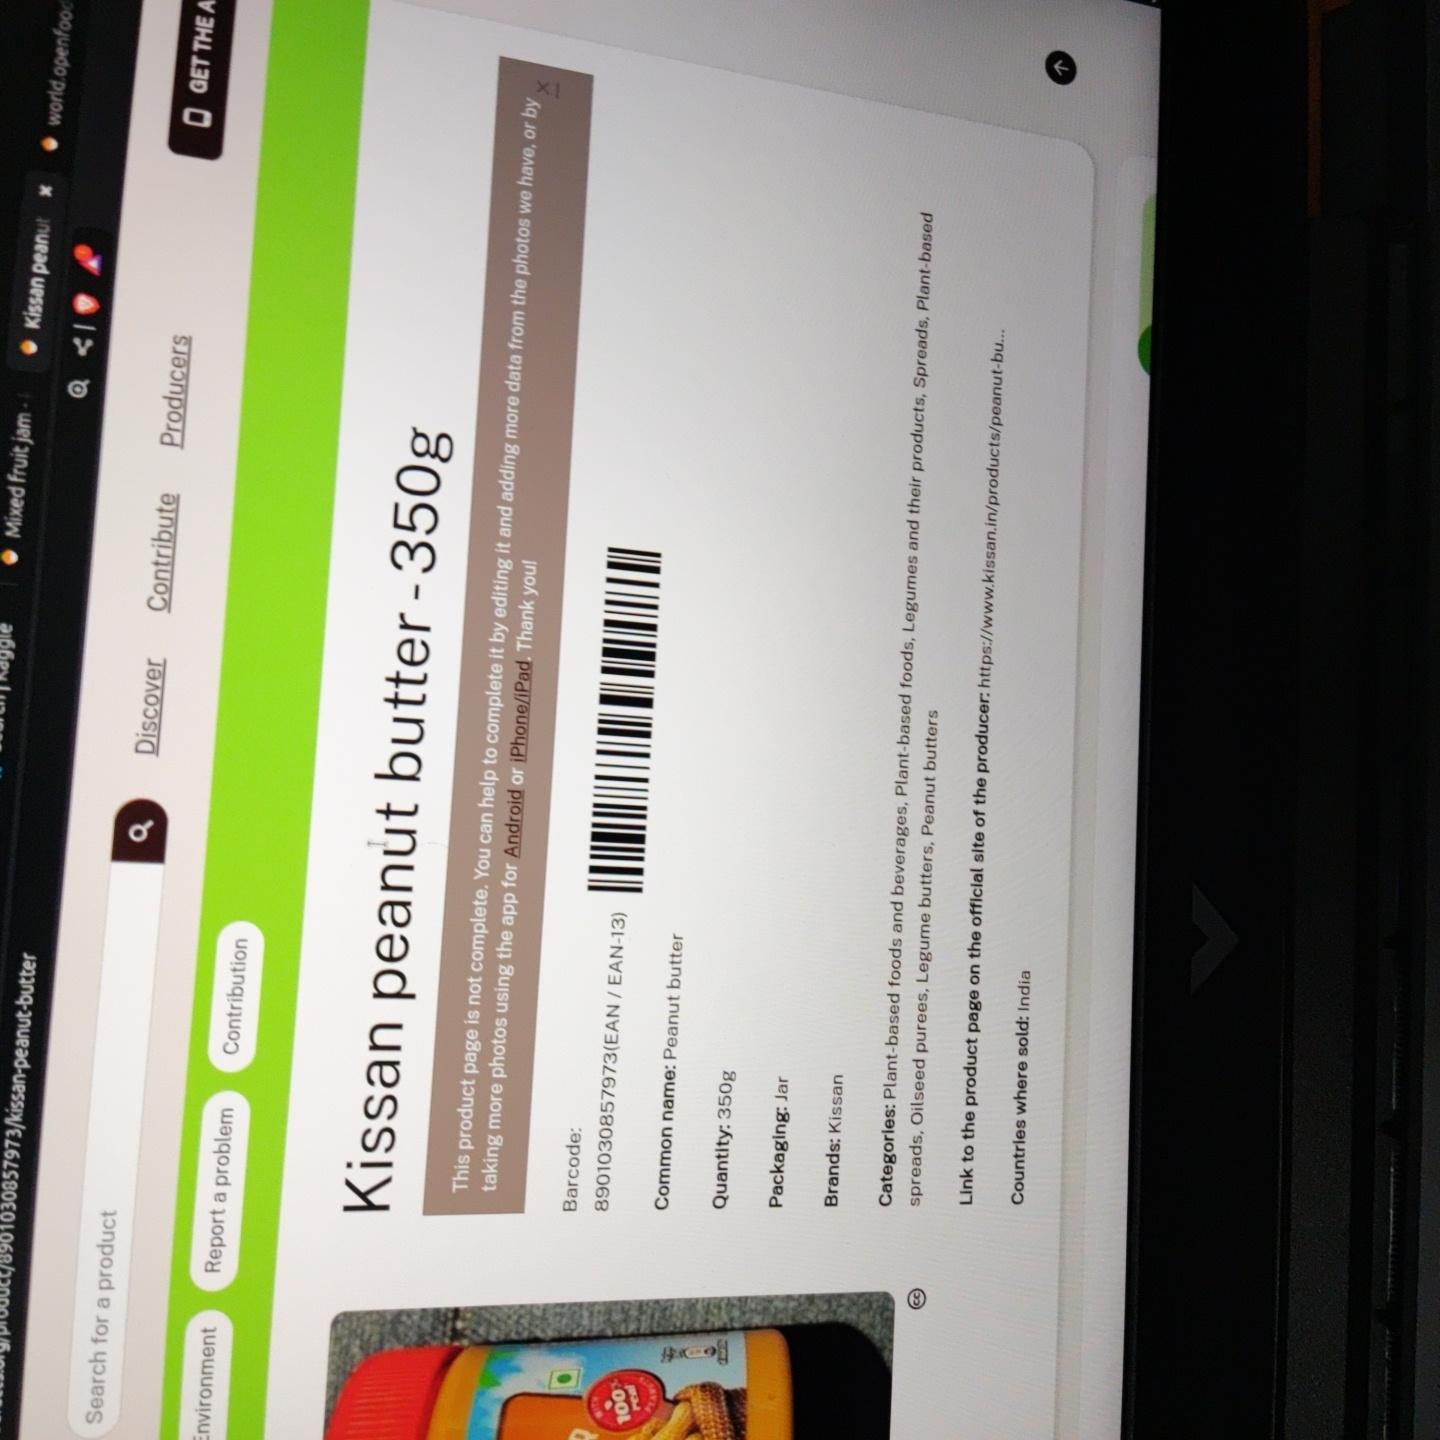 Mixed fruit jam -
Kissan peanut
world.openfoo
/890103085 7973/kissan-peanut-butter
Search for a product
Discover
Contribute
Producers
GET THE A
Environment
Report a problem
Contribution
Kissan peanut butter - 350g
This product page is not complete. You can help to complete it by editing it and adding more data from the photos we have, or by
taking more photos using the app for Android or iPhone/iPad. Thank you!
Barcode:
8901030857973(EAN / EAN-13)
Common name: Peanut butter
Quantity: 350g
Packaging: Jar
Brands: Kissan
Categories: Plant-based foods and beverages, Plant-based foods, Legumes and their products, Spreads, Plant-based
spreads, Oilseed purees, Legume butters, Peanut butters
Link to the product page on the official site of the producer: https://www.kissan.in/products/peanut-bu...
Countries where sold: India
100%